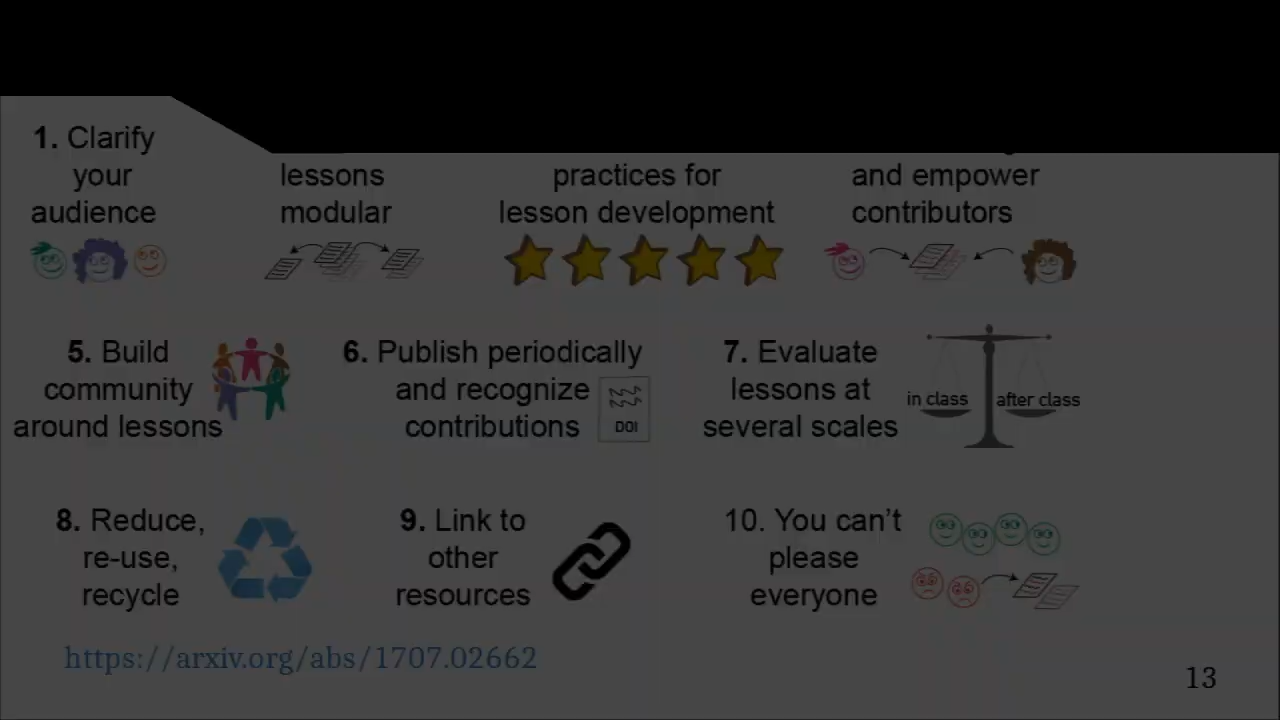 1. Clarify
your
audience
lessons
modular
practices for
lesson development
and empower
contributors
5. Build
community
around lessons
6. Publish periodically
and recognize
contributions
DOI
7. Evaluate
lessons at
several scales
in class
after class
8. Reduce,
re-use,
recycle
9. Link to
other
resources
10. You can't
please
everyone
https://arxiv.org/abs/1707.02662
13